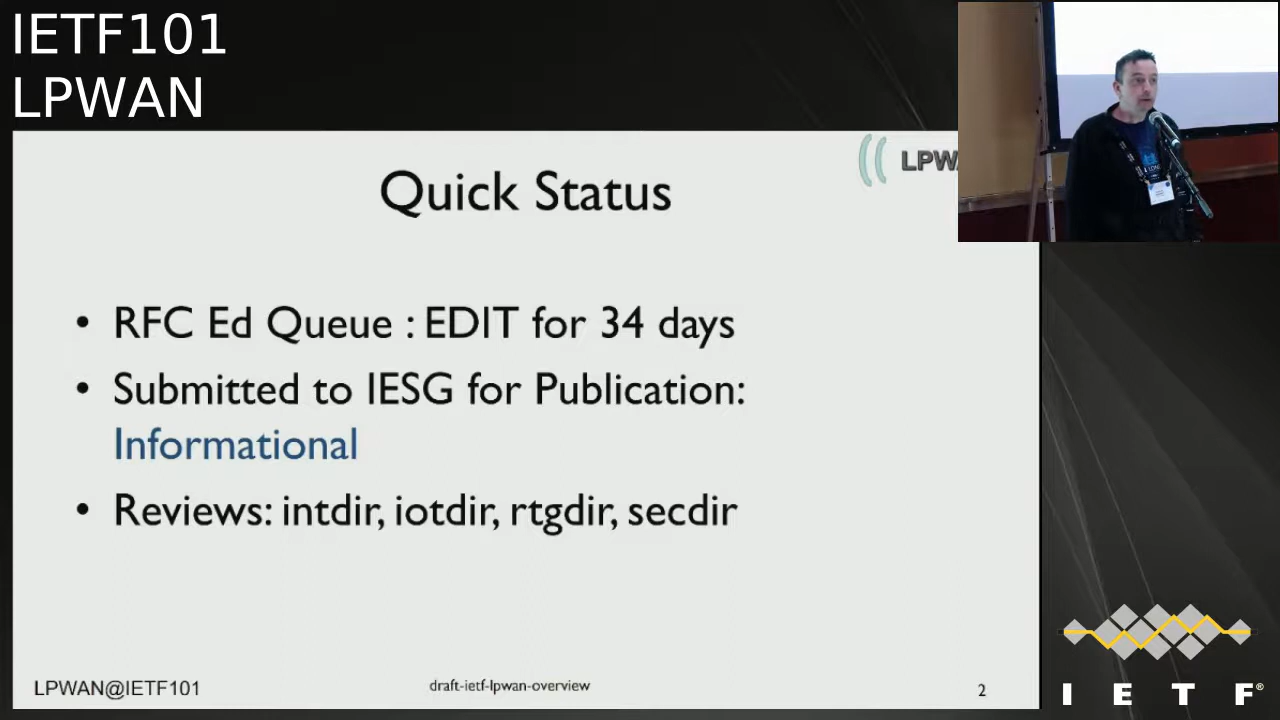 IETF101
LPWAN
LPW
Quick Status
• RFC Ed Queue : EDIT for 34 days
• Submitted to IESG for Publication:
Informational
• Reviews: intdir, iotdir, rtgdir, secdir
LPWAN@IETF101
draft-ietf-lpwan-overview
2
I E T F®